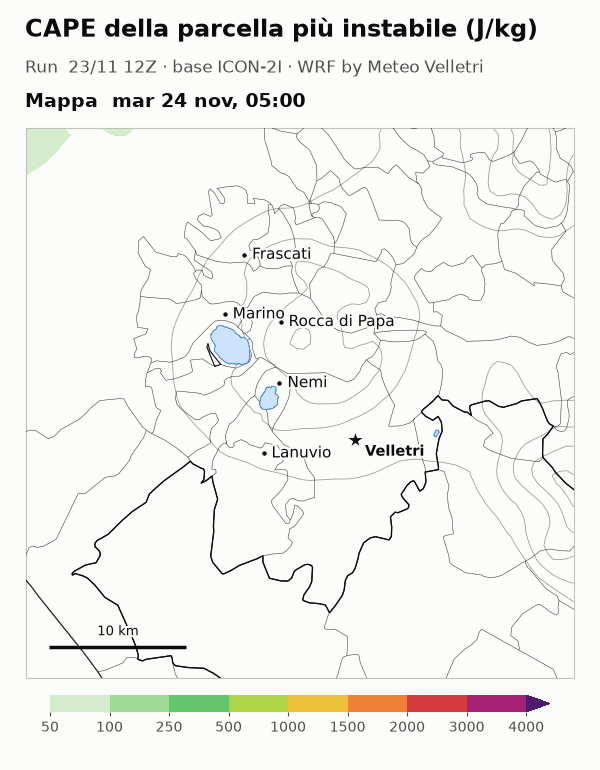 CAPE della parcella più instabile (J/kg)
Run  23/11 12Z · base ICON-2I · WRF by Meteo Velletri
Mappa  mar 24 nov, 05:00
Frascati
Marino
Rocca di Papa
Nemi
Velletri
Lanuvio
10 km
50 100 250 500 1000 1500 2000 3000 4000